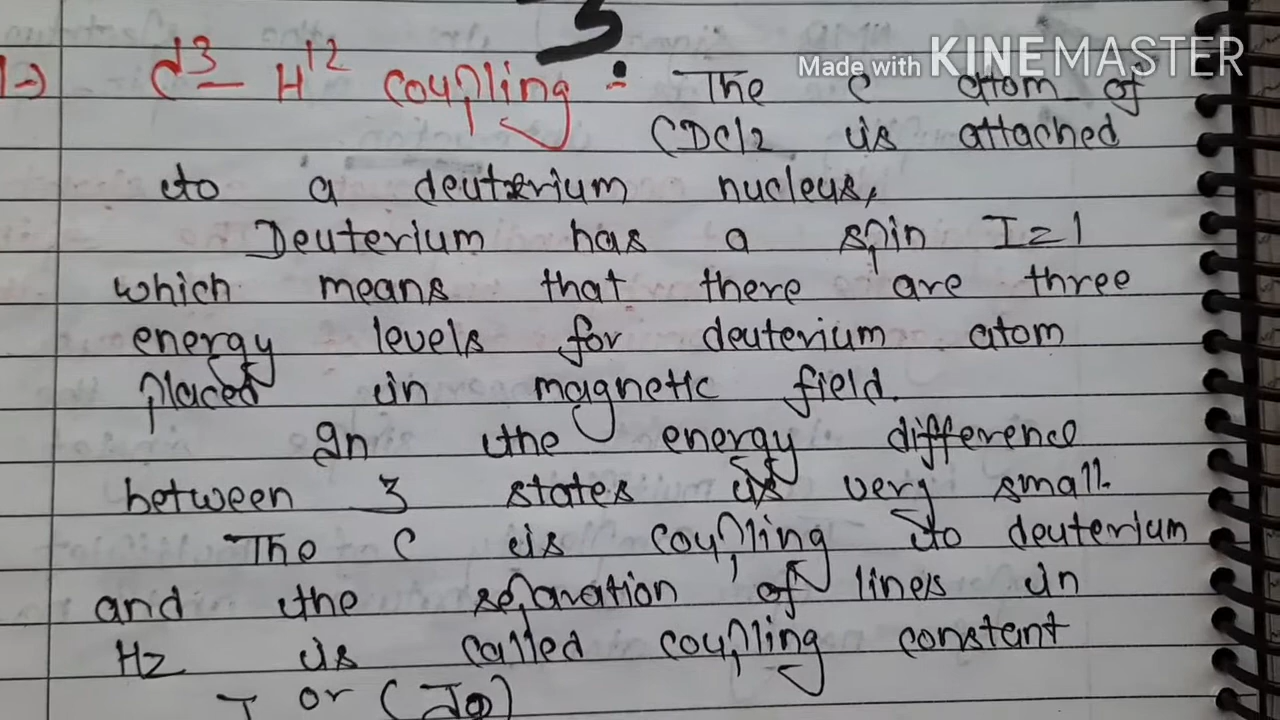 3
Made with KINEMASTER
1→) C13 - H12 coupling : The C atom of
CDCl2 is attached
to a deuterium nucleus,
Deuterium has a spin I=1
which means that there are three
energy levels for deuterium atom
placed in magnetic field.
In the energy difference
between 3 states is very small.
The C is coupling to deuterium
and the separation of lines in
Hz is called coupling constant
J or